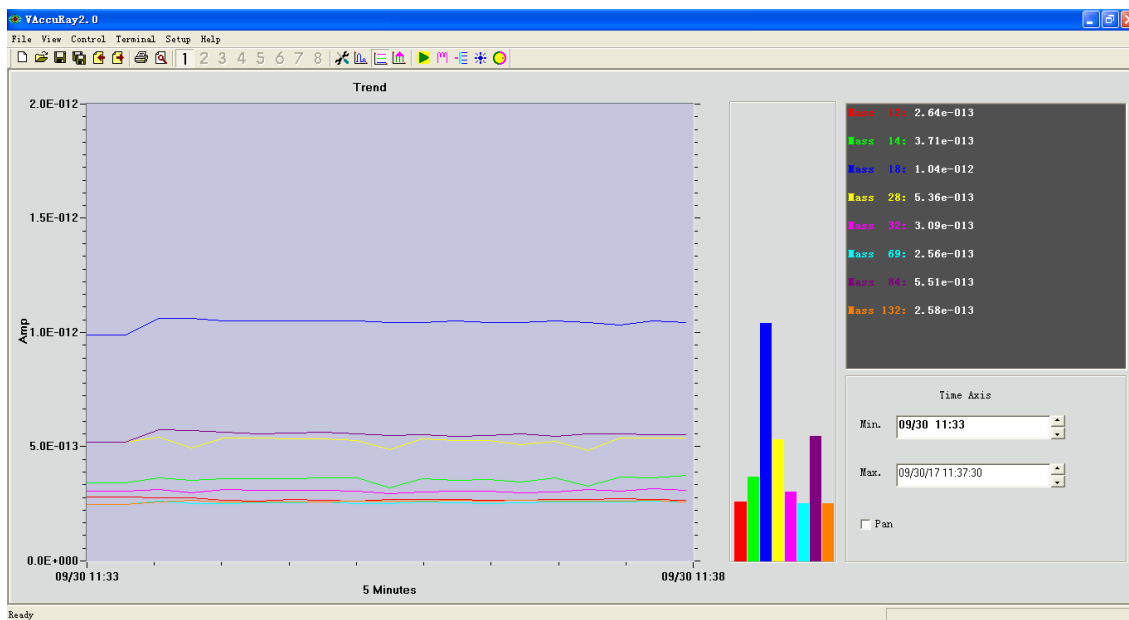 VAccuRay2.0
File View Control Terminal Setup Help
1 2 3 4 5 6 7 8
Trend
2.0E-012
1.5E-012
1.0E-012
5.0E-013
0.0E+000
Amp
09/30 11:33
09/30 11:38
5 Minutes
Mass 12: 2.64e-013
Mass 14: 3.71e-013
Mass 18: 1.04e-012
Mass 28: 5.36e-013
Mass 32: 3.09e-013
Mass 69: 2.56e-013
Mass 84: 5.51e-013
Mass 132: 2.58e-013
Time Axis
Min. 09/30 11:33
Max. 09/30/17 11:37:30
Pan
Ready